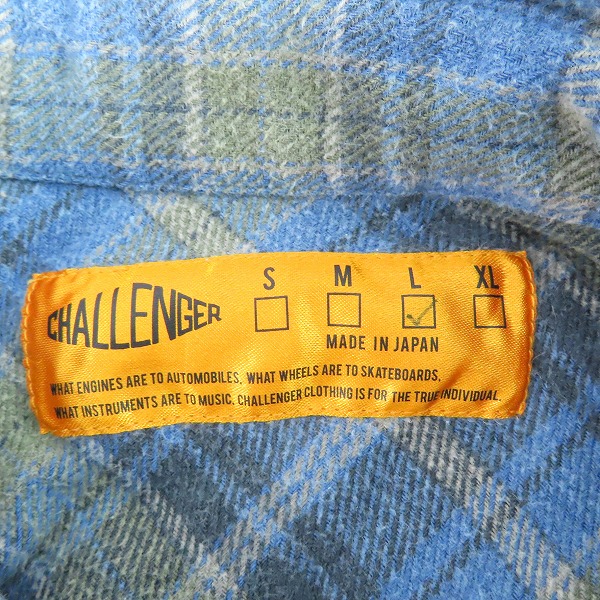 CHALLENGER
S M L XL
MADE IN JAPAN
WHAT ENGINES ARE TO AUTOMOBILES, WHAT WHEELS ARE TO SKATEBOARDS,
WHAT INSTRUMENTS ARE TO MUSIC, CHALLENGER CLOTHING IS FOR THE TRUE INDIVIDUAL.